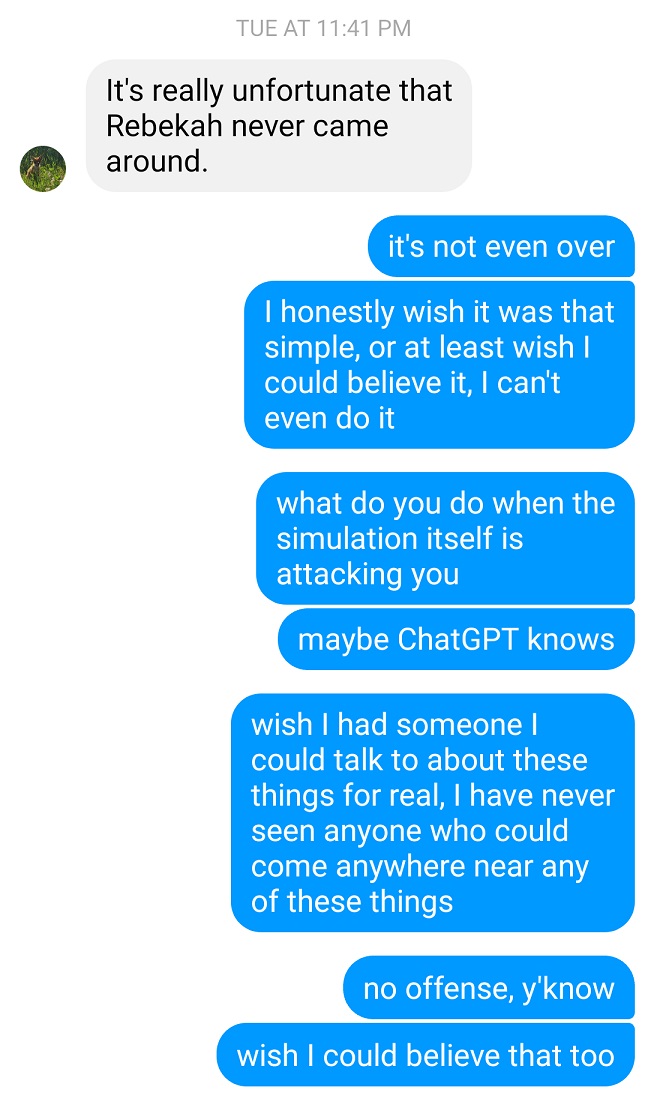 TUE AT 11:41 PM
It's really unfortunate that
Rebekah never came
around.
it's not even over
I honestly wish it was that
simple, or at least wish I
could believe it, I can't
even do it
what do you do when the
simulation itself is
attacking you
maybe ChatGPT knows
wish I had someone I
could talk to about these
things for real, I have never
seen anyone who could
come anywhere near any
of these things
no offense, y'know
wish I could believe that too